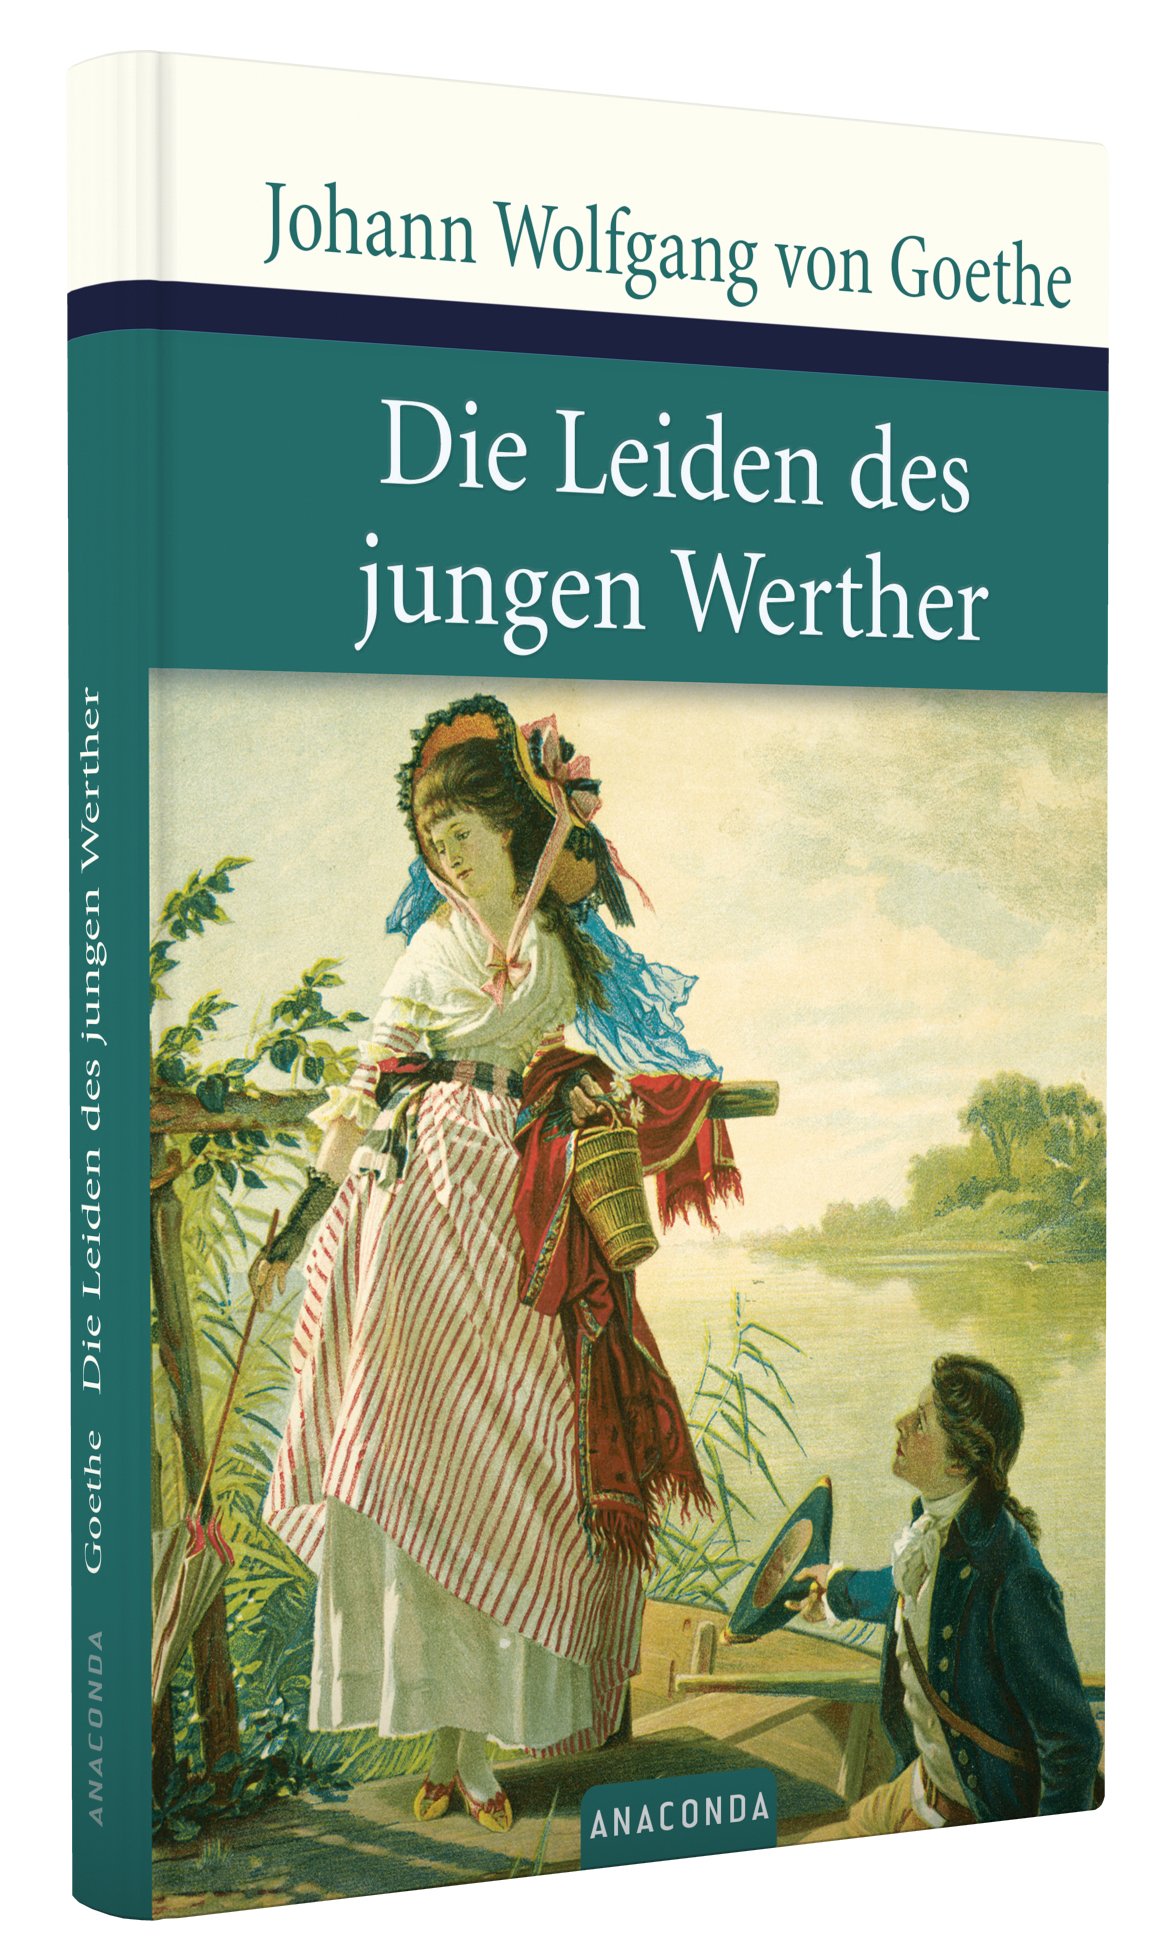 Johann Wolfgang von Goethe
Die Leiden des
jungen Werther
ANACONDA
Goethe Die Leiden des jungen Werther
ANACONDA